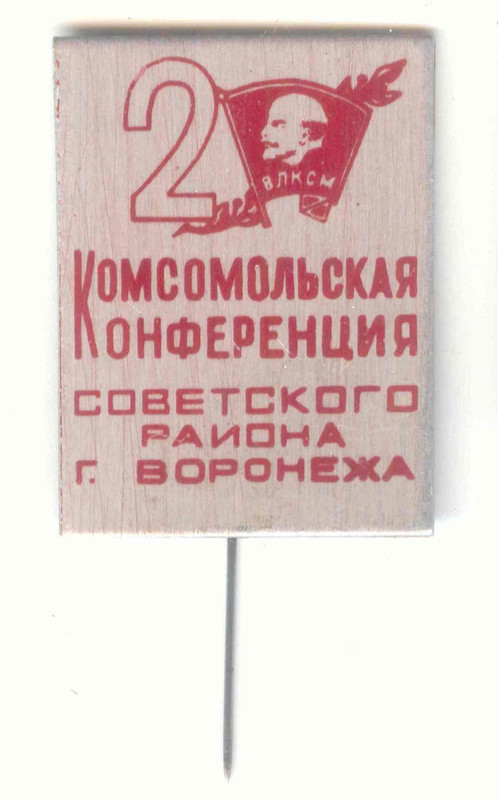 2
ВЛКСМ
КОМСОМОЛЬСКАЯ
КОНФЕРЕНЦИЯ
СОВЕТСКОГО
РАЙОНА
Г. ВОРОНЕЖА